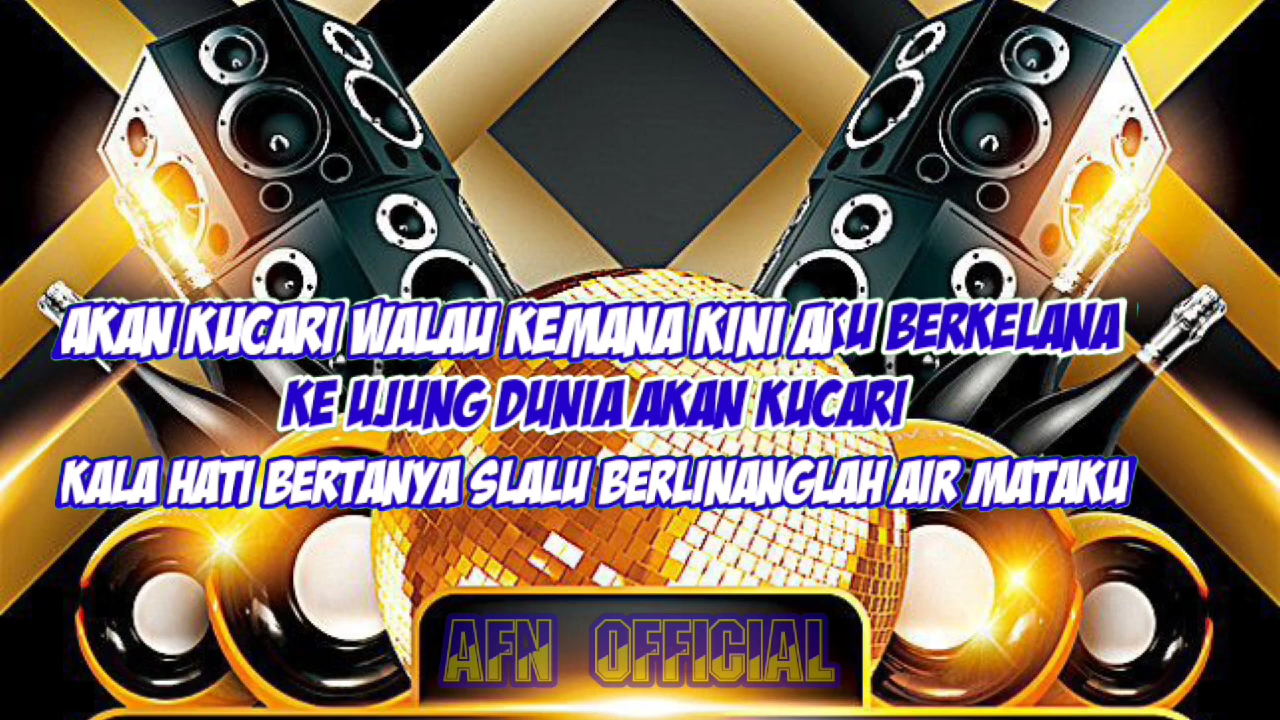 AKAN KUCARI WALAU KEMANA KINI AKU BERKELANA
KE UJUNG DUNIA AKAN KUCARI
KALA HATI BERTANYA SLALU BERLINANGLAH AIR MATAKU
AFN OFFICIAL